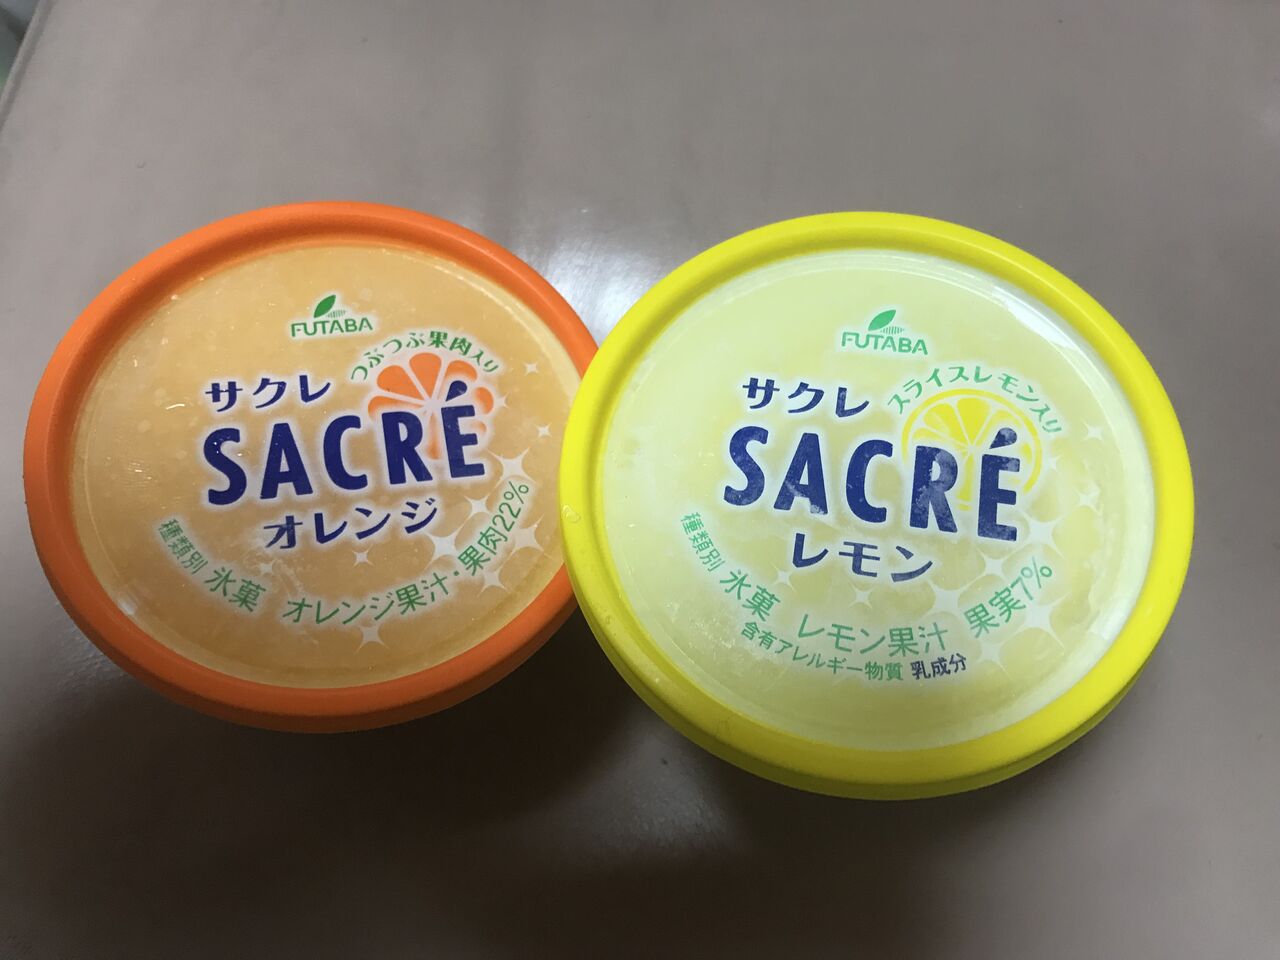 FUTABA
つぶつぶ果肉入り
サクレ
SACRÉ
オレンジ
種類別 氷菓 オレンジ果汁・果肉22%
FUTABA
スライスレモン入り
サクレ
SACRÉ
レモン
種類別 氷菓 レモン果汁 果実7%
含有アレルギー物質 乳成分